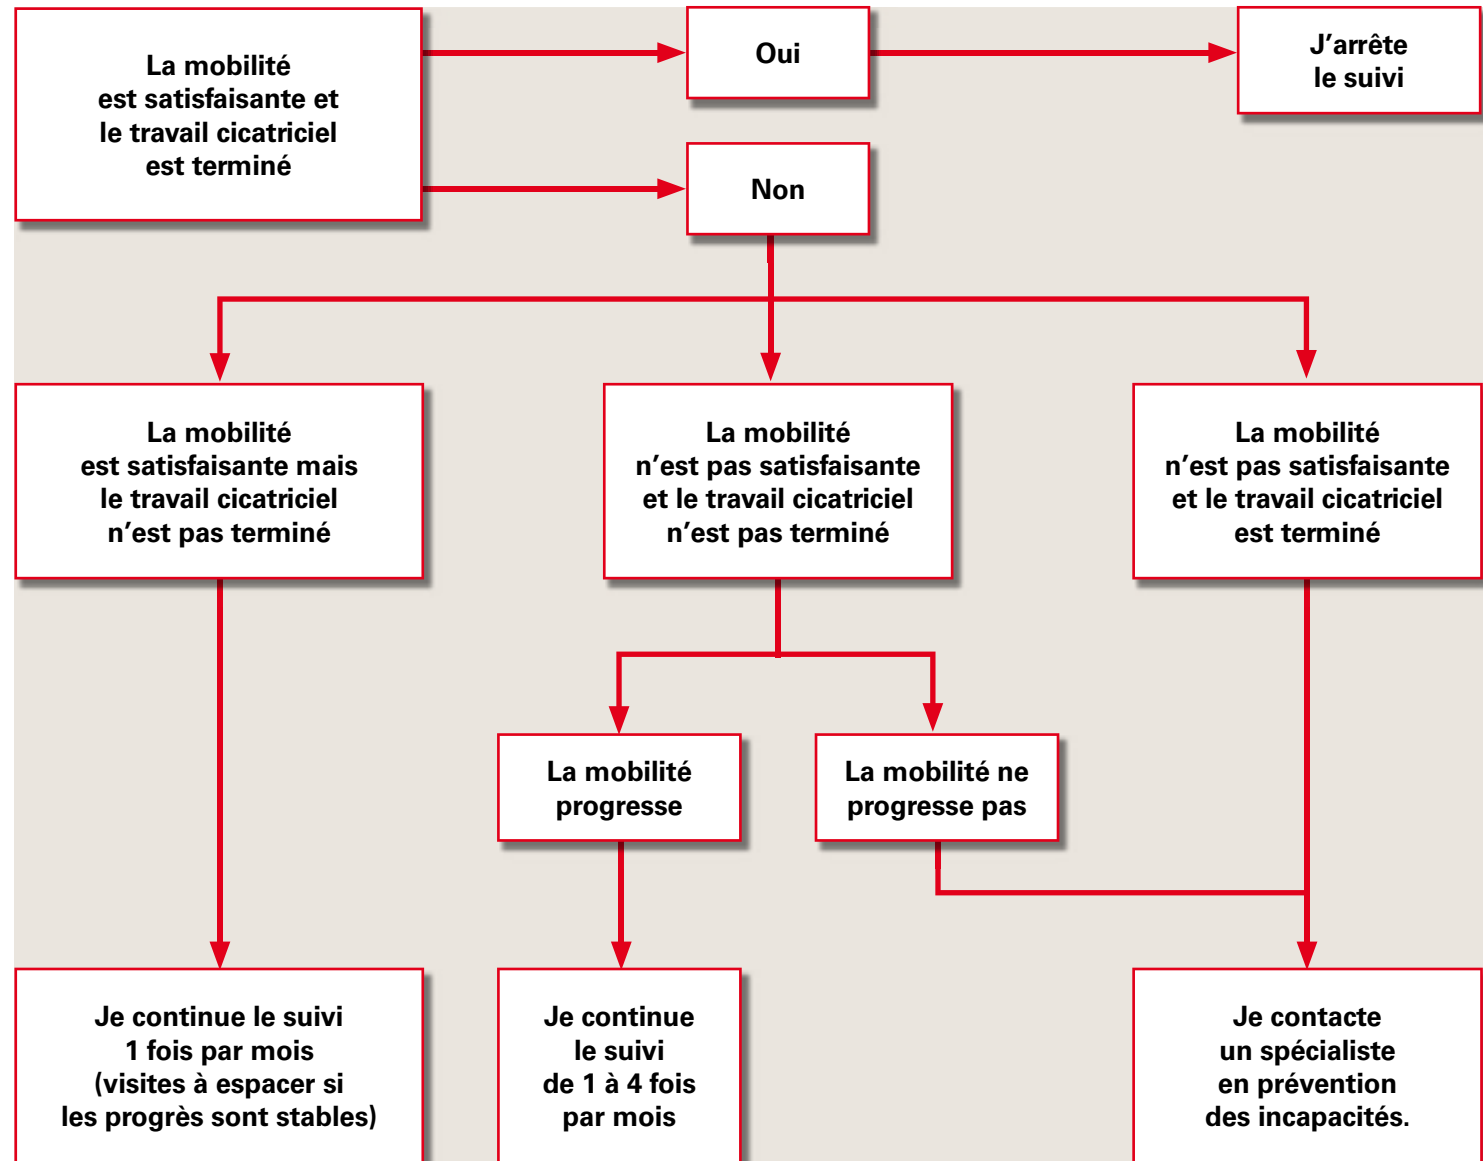 La mobilité
est satisfaisante et
le travail cicatriciel
est terminé
Oui
J’arrête
le suivi
Non
La mobilité
est satisfaisante mais
le travail cicatriciel
n’est pas terminé
La mobilité
n’est pas satisfaisante
et le travail cicatriciel
n’est pas terminé
La mobilité
n’est pas satisfaisante
et le travail cicatriciel
est terminé
La mobilité
progresse
La mobilité ne
progresse pas
Je continue le suivi
1 fois par mois
(visites à espacer si
les progrès sont stables)
Je continue
le suivi
de 1 à 4 fois
par mois
Je contacte
un spécialiste
en prévention
des incapacités.